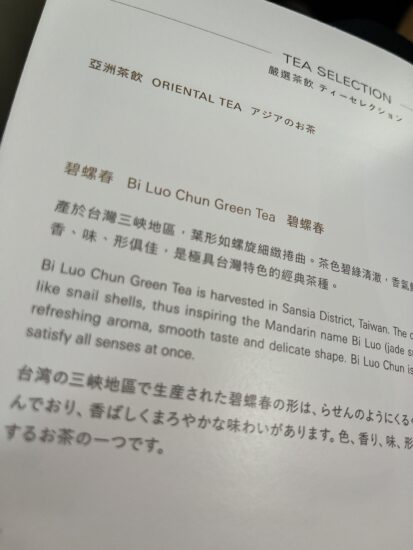 TEA SELECTION
嚴選茶飲 ティーセレクション
亞洲茶飲 ORIENTAL TEA アジアのお茶
碧螺春 Bi Luo Chun Green Tea 碧螺春
產於台灣三峽地區，葉形如螺旋細緻捲曲。茶色碧綠清澈，香氣
香、味、形俱佳，是極具台灣特色的經典茶種。
Bi Luo Chun Green Tea is harvested in Sansia District, Taiwan. The
like snail shells, thus inspiring the Mandarin name Bi Luo (jade
refreshing aroma, smooth taste and delicate shape. Bi Luo Chun is
satisfy all senses at once.
台湾の三峡地區で生産された碧螺春の形は、らせんのようにくる
んでおり、香ばしくまろやかな味わいがあります。色、香り、味、形
するお茶の一つです。